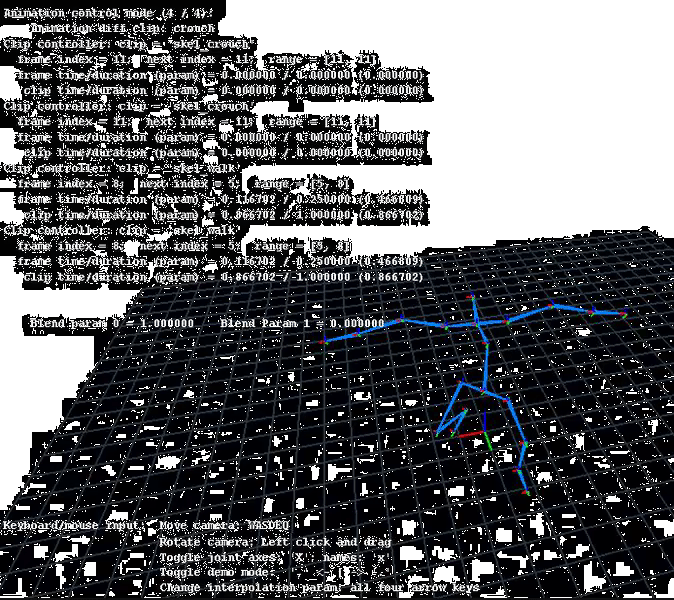 Animation control mode (4 / 4):
Animation diff clip: crouch
Clip controller: clip = "skel_crouch"
frame index = 11; next index = 11; range = [11, 11]
frame time/duration (param) = 0.000000 / 0.000000 (0.000000)
clip time/duration (param) = 0.000000 / 0.000000 (0.000000)
Clip controller: clip = "skel_crouch"
frame index = 11; next index = 11; range = [11, 11]
frame time/duration (param) = 0.000000 / 0.000000 (0.000000)
clip time/duration (param) = 0.000000 / 0.000000 (0.000000)
Clip controller: clip = "skel_walk"
frame index = 8; next index = 5; range =
frame time/duration (param) = 0.116702 / 0.250000 (0.466809)
clip time/duration (param) = 0.866702 / 1.000000 (0.866702)
Clip controller: clip = "skel_walk"
frame index = 8; next index = 5; range =
frame time/duration (param) = 0.116702 / 0.250000 (0.466809)
clip time/duration (param) = 0.866702 / 1.000000 (0.866702)
Blend param 0 = 1.000000 Blend Param 1 = 0.000000
Keyboard/mouse input: Move camera: WASDEQ
Rotate camera: Left click and drag
Toggle joint axes: 'X' names: 'x'
Toggle demo mode:
Change interpolation param: all four arrow keys